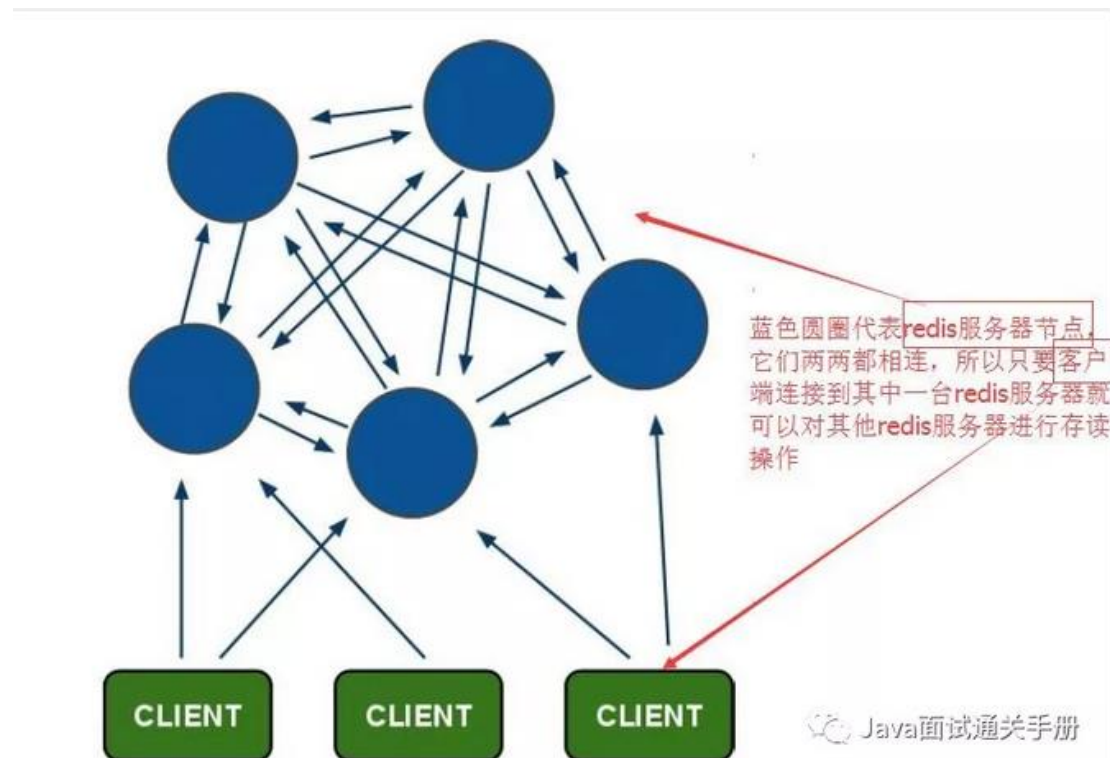 蓝色圆圈代表redis服务器节点，
它们两两都相连，所以只要客户
端连接到其中一台redis服务器就
可以对其他redis服务器进行存读
操作
CLIENT
CLIENT
CLIENT
Java面试通关手册